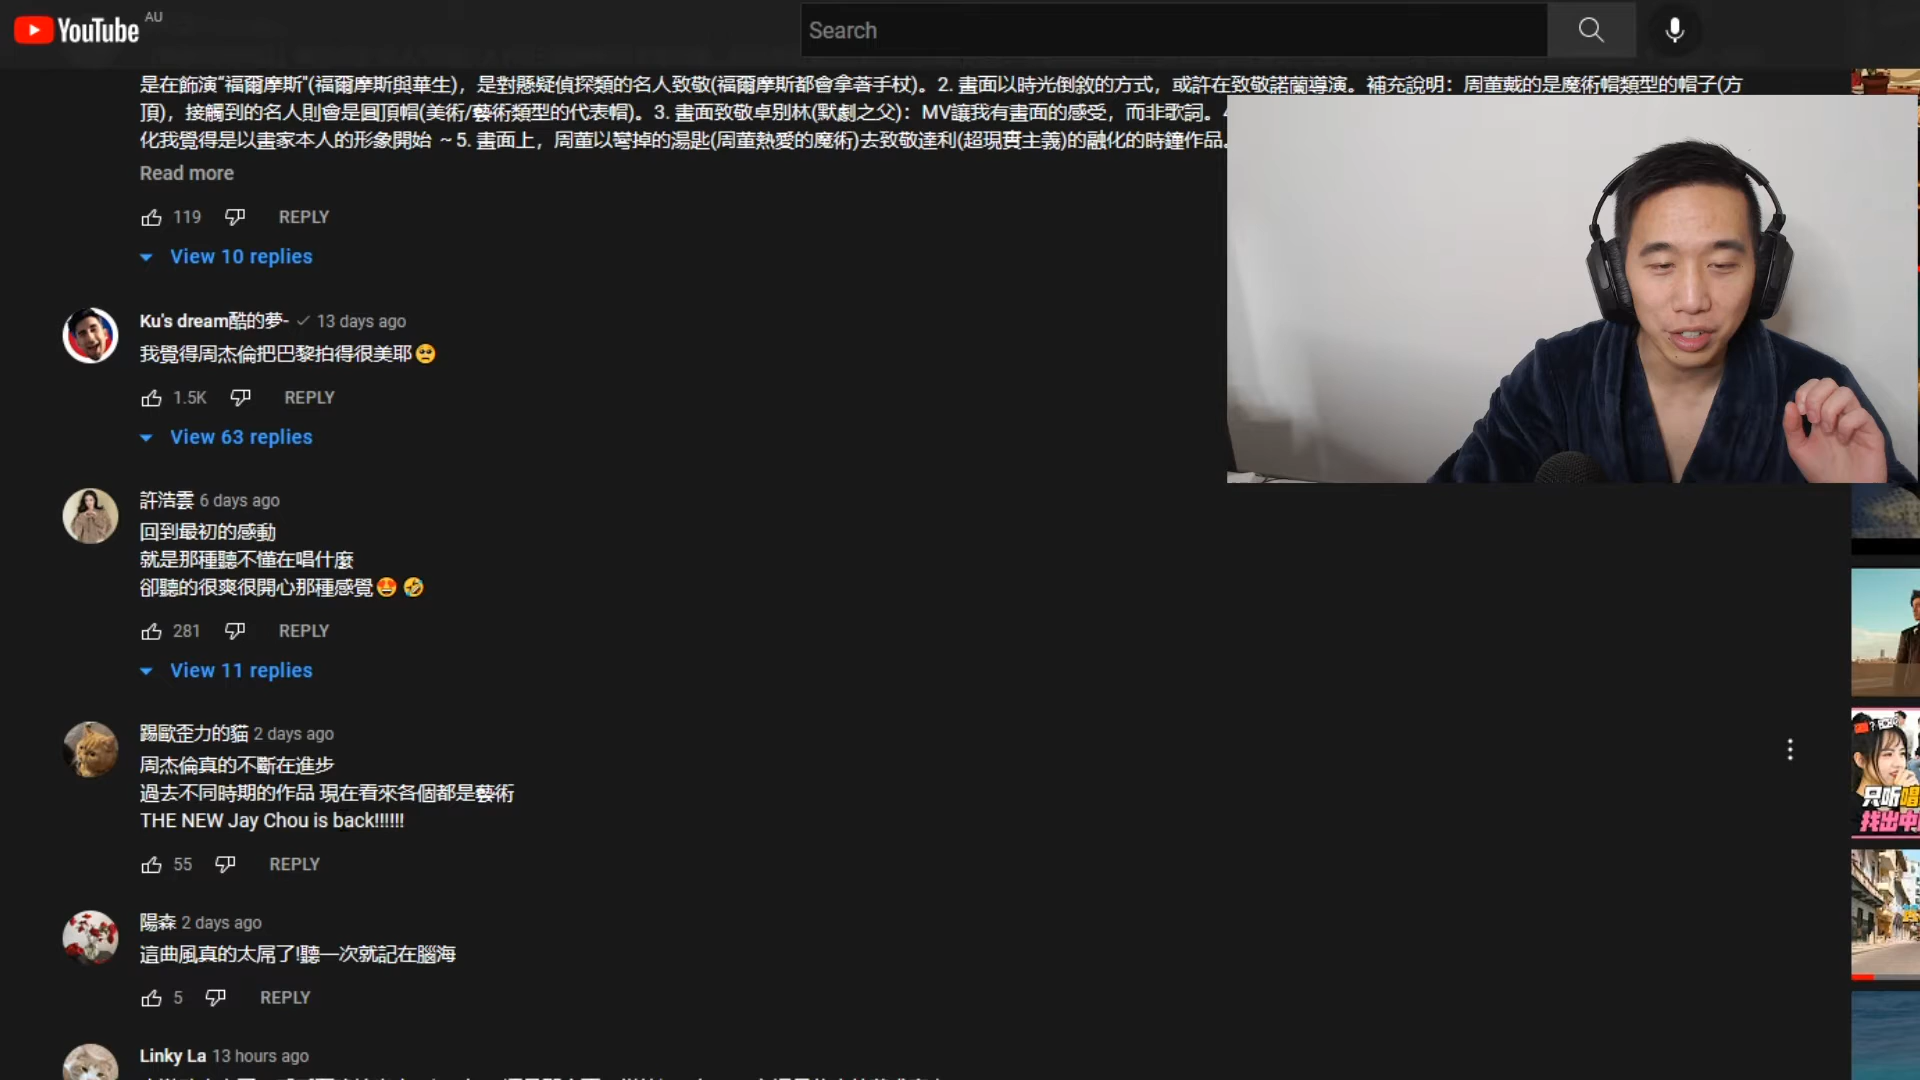 YouTube AU
Search
是在飾演“福爾摩斯"(福爾摩斯與華生)，是對懸疑偵探類的名人致敬(福爾摩斯都會拿著手杖)。2. 畫面以時光倒敘的方式，或許在致敬諾蘭導演。補充說明：周董戴的是魔術帽類型的帽子(方
頂)，接觸到的名人則會是圓頂帽(美術/藝術類型的代表帽)。3. 畫面致敬卓別林(默劇之父)：MV讓我有畫面的感受，而非歌詞。
化我覺得是以畫家本人的形象開始 ～5. 畫面上，周董以彎掉的湯匙(周董熱愛的魔術)去致敬達利(超現實主義)的融化的時鐘作品。
Read more
119 REPLY
View 10 replies
Ku's dream酷的夢- 13 days ago
我覺得周杰倫把巴黎拍得很美耶🥺
1.5K REPLY
View 63 replies
許浩雲 6 days ago
回到最初的感動
就是那種聽不懂在唱什麼
卻聽的很爽很開心那種感覺🤩 🤣
281 REPLY
View 11 replies
踢歐歪力的貓 2 days ago
周杰倫真的不斷在進步
過去不同時期的作品 現在看來各個都是藝術
THE NEW Jay Chou is back!!!!!!
55 REPLY
陽森 2 days ago
這曲風真的太屌了!聽一次就記在腦海
5 REPLY
Linky La 13 hours ago
只听唱
找出中